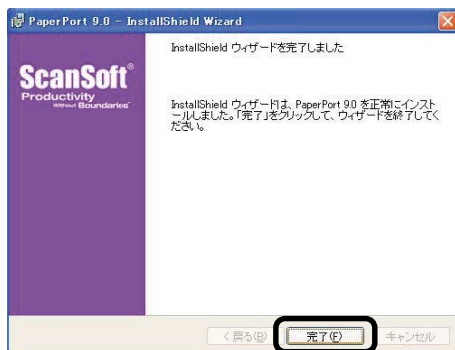 PaperPort 9.0 - InstallShield Wizard
InstallShield ウィザードを完了しました
ScanSoft®
Productivity
Without Boundaries™
InstallShield ウィザードは、PaperPort 9.0 を正常にインスト
ールしました。「完了」をクリックして、ウィザードを終了してく
ださい。
< 戻る(B)
完了(F)
キャンセル